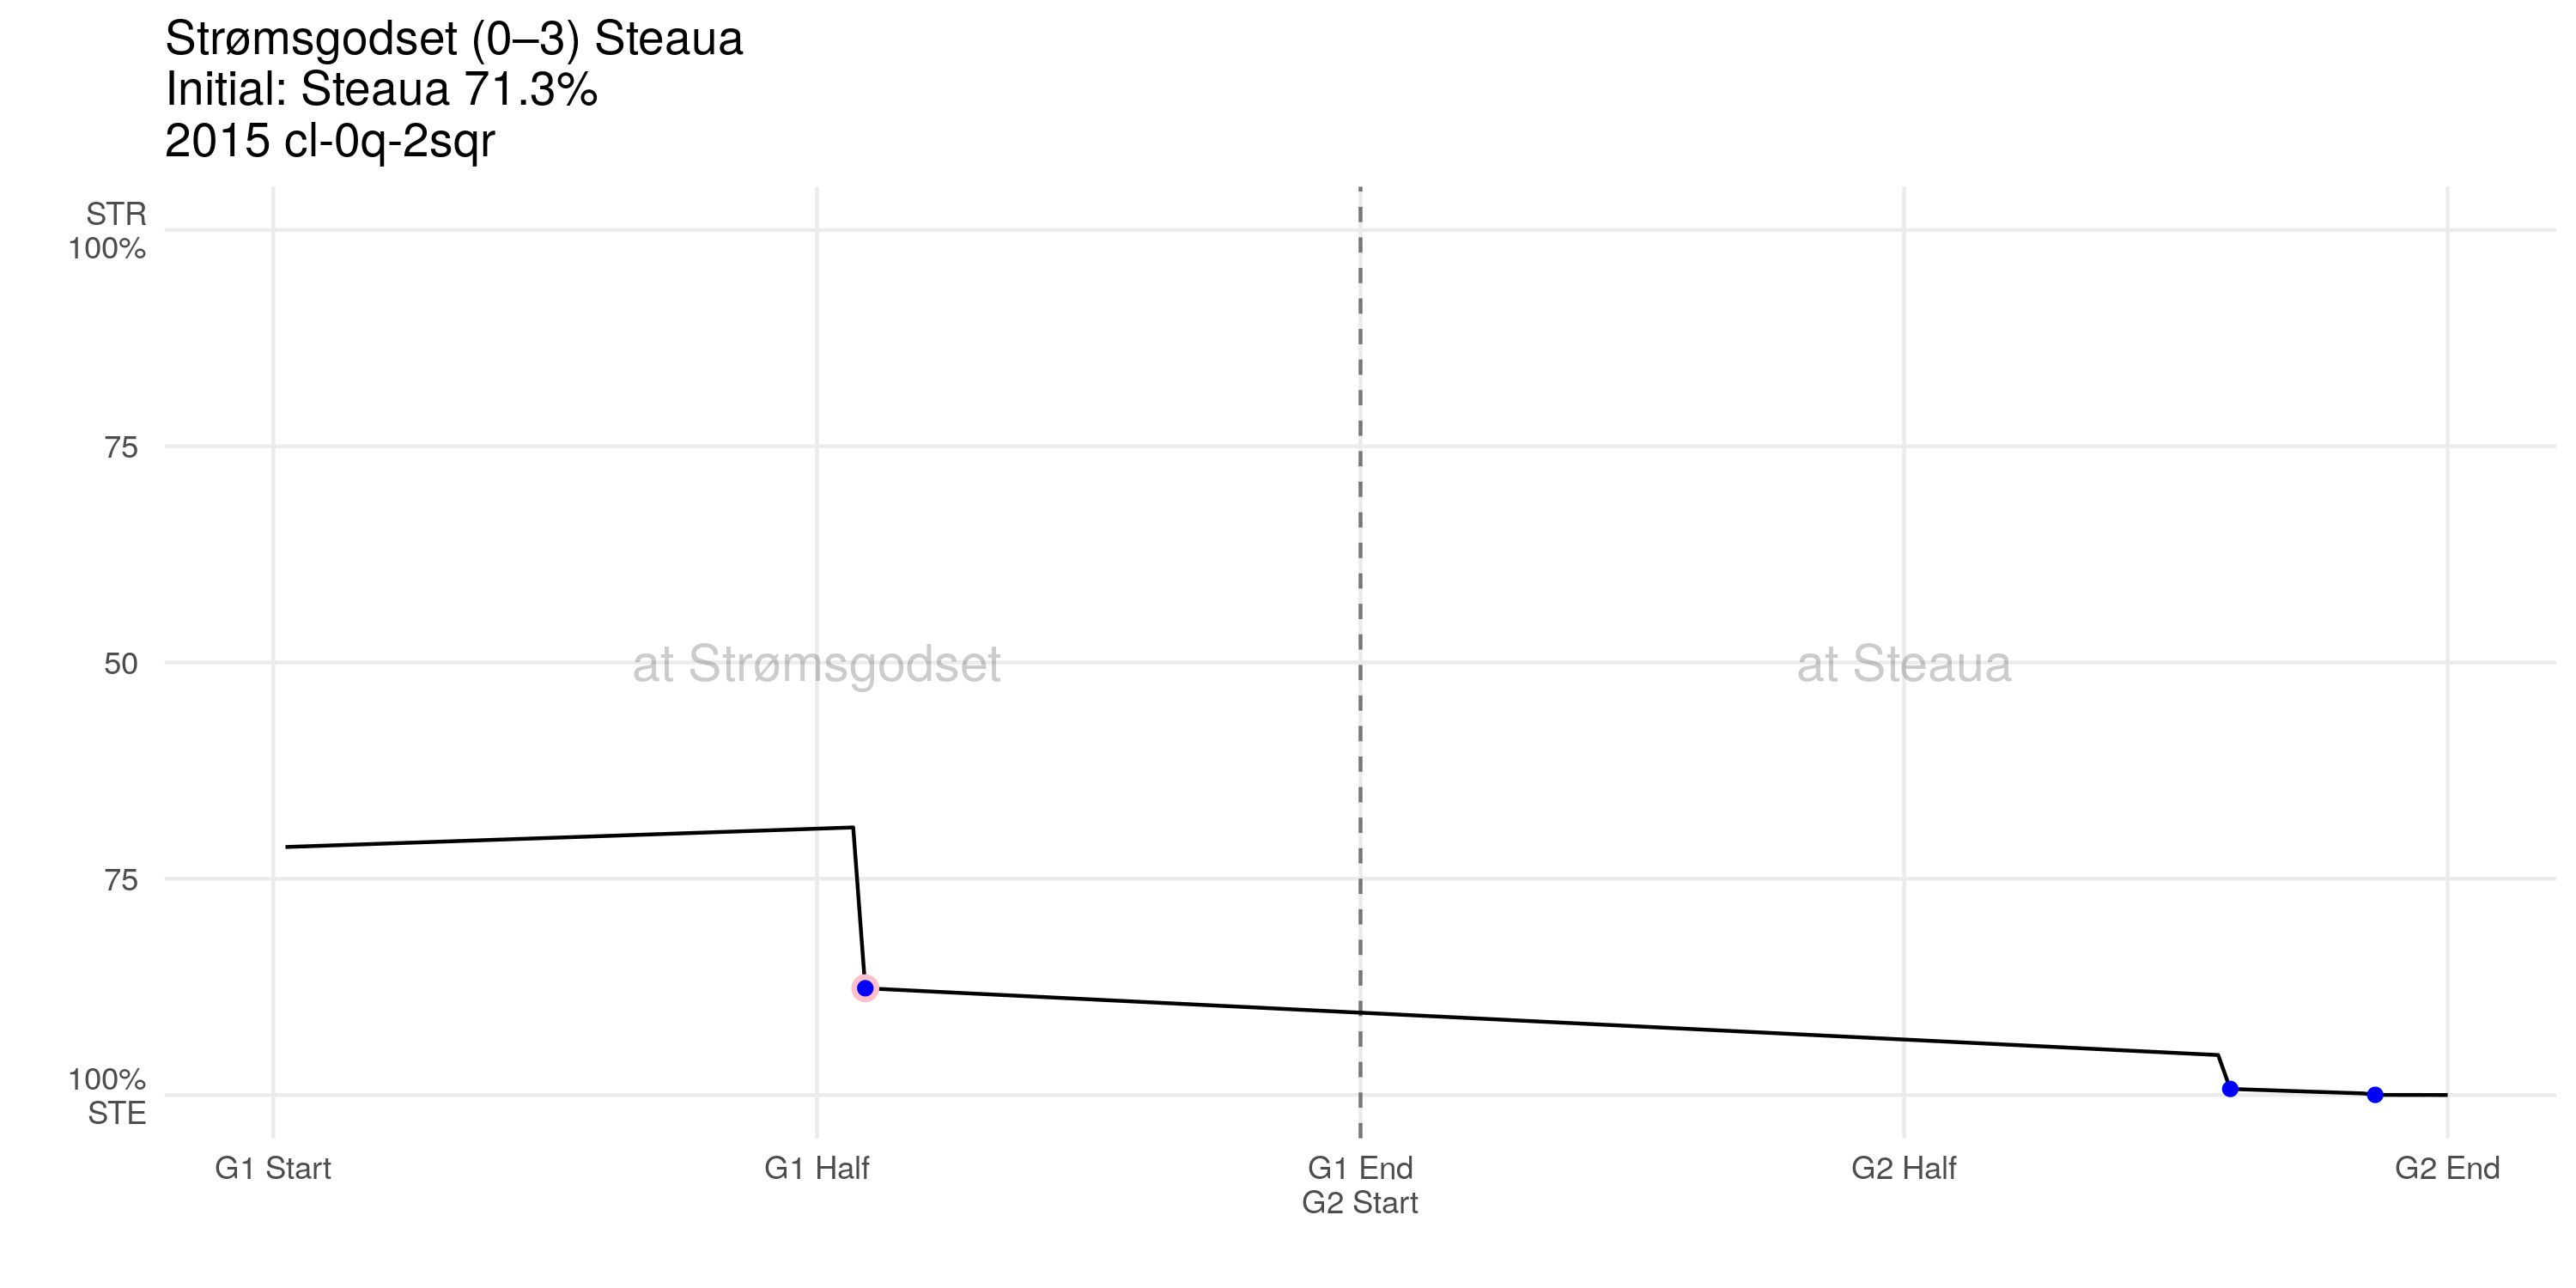 Strømsgodset (0–3) Steaua
Initial: Steaua 71.3%
2015 cl-0q-2sqr
STR
100%
75
50
75
100%
STE
at Strømsgodset
at Steaua
G1 Start
G1 Half
G1 End
G2 Start
G2 Half
G2 End